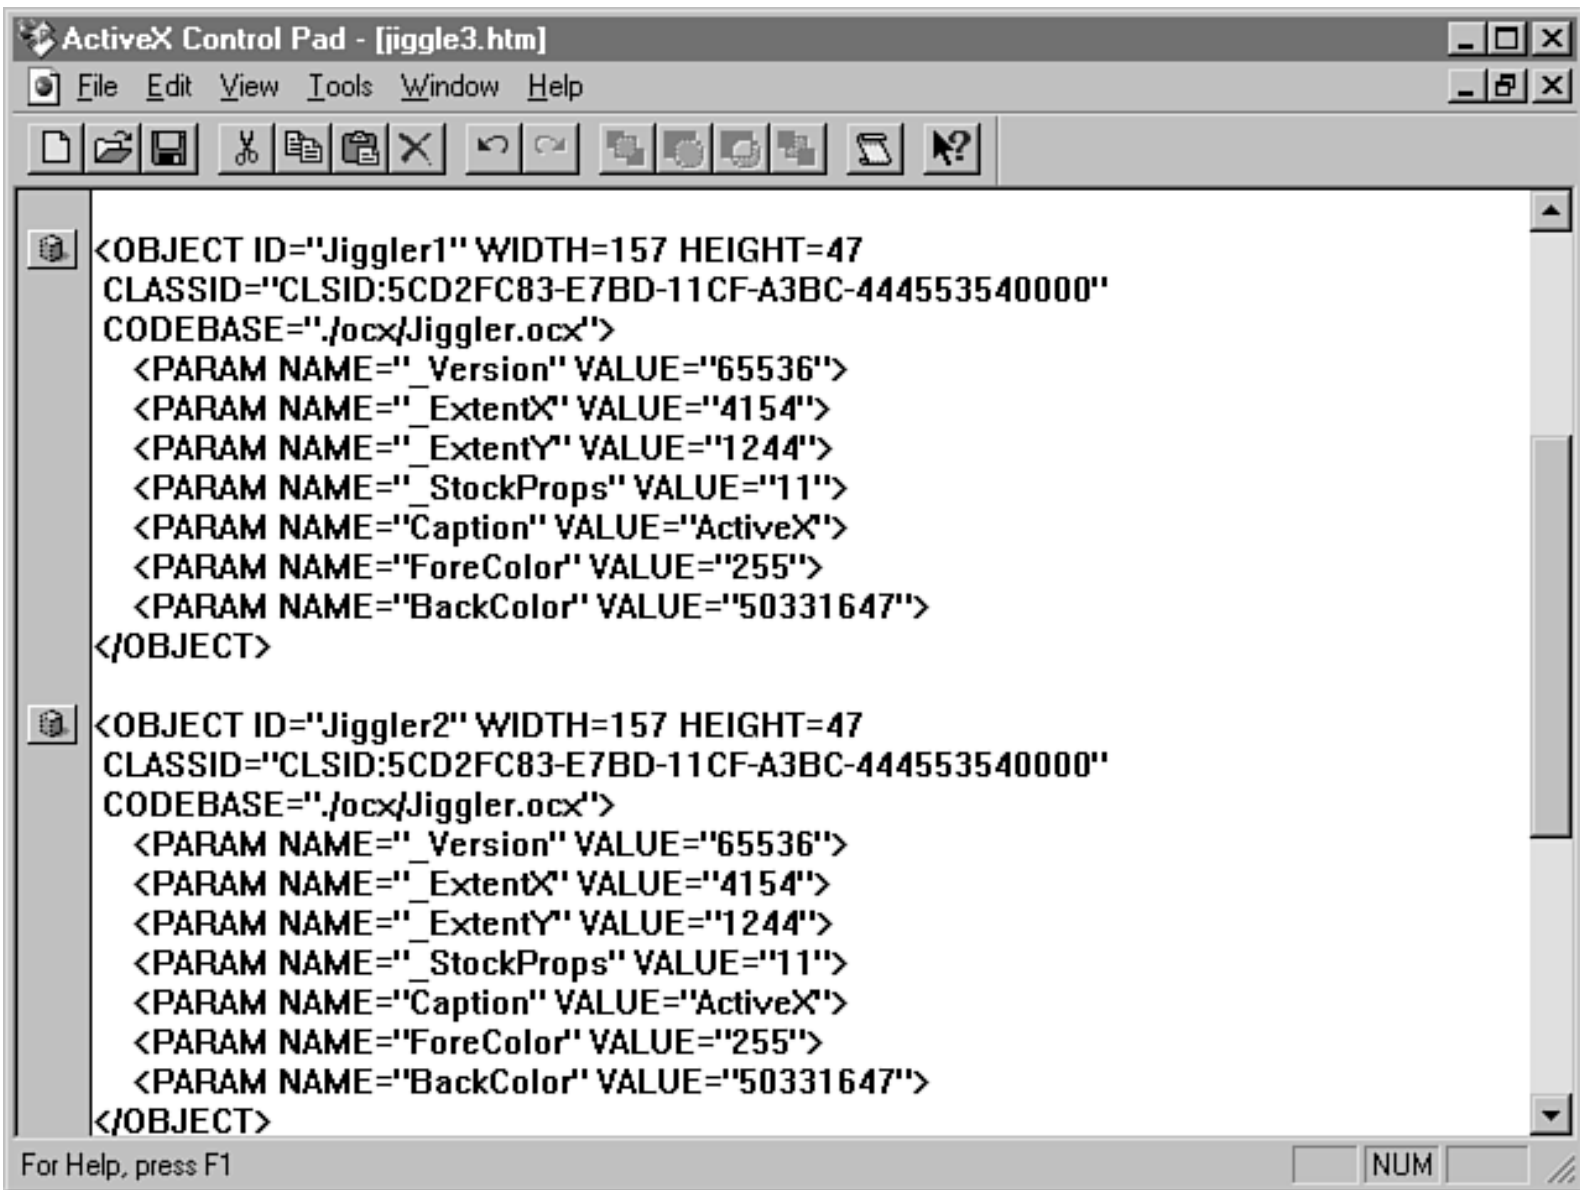 ActiveX Control Pad - [jiggle3.htm]
File Edit View Tools Window Help
<OBJECT ID="Jiggler1" WIDTH=157 HEIGHT=47
CLASSID="CLSID:5CD2FC83-E7BD-11CF-A3BC-444553540000"
CODEBASE="./ocx/Jiggler.ocx">
<PARAM NAME="_Version" VALUE="65536">
<PARAM NAME="_ExtentX" VALUE="4154">
<PARAM NAME="_ExtentY" VALUE="1244">
<PARAM NAME="_StockProps" VALUE="11">
<PARAM NAME="Caption" VALUE="ActiveX">
<PARAM NAME="ForeColor" VALUE="255">
<PARAM NAME="BackColor" VALUE="50331647">
</OBJECT>
<OBJECT ID="Jiggler2" WIDTH=157 HEIGHT=47
CLASSID="CLSID:5CD2FC83-E7BD-11CF-A3BC-444553540000"
CODEBASE="./ocx/Jiggler.ocx">
<PARAM NAME="_Version" VALUE="65536">
<PARAM NAME="_ExtentX" VALUE="4154">
<PARAM NAME="_ExtentY" VALUE="1244">
<PARAM NAME="_StockProps" VALUE="11">
<PARAM NAME="Caption" VALUE="ActiveX">
<PARAM NAME="ForeColor" VALUE="255">
<PARAM NAME="BackColor" VALUE="50331647">
</OBJECT>
For Help, press F1
NUM